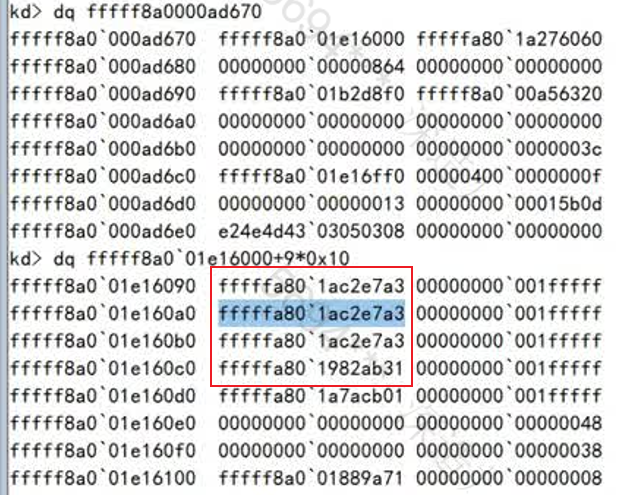 kd> dq fffff8a0000ad670
fffff8a0`000ad670 fffff8a0`01e16000 fffffa80`1a276060
fffff8a0`000ad680 00000000`00000864 00000000`00000000
fffff8a0`000ad690 fffff8a0`01b2d8f0 fffff8a0`00a56320
fffff8a0`000ad6a0 00000000`00000000 00000000`00000000
fffff8a0`000ad6b0 00000000`00000000 00000000`0000003c
fffff8a0`000ad6c0 fffff8a0`01e16ff0 00000400`0000000f
fffff8a0`000ad6d0 00000000`00000013 00000000`00015b0d
fffff8a0`000ad6e0 e24e4d43`03050308 00000000`00000000
kd> dq fffff8a0`01e16000+9*0x10
fffff8a0`01e16090 fffffa80`1ac2e7a3 00000000`001fffff
fffff8a0`01e160a0 fffffa80`1ac2e7a3 00000000`001fffff
fffff8a0`01e160b0 fffffa80`1ac2e7a3 00000000`001fffff
fffff8a0`01e160c0 fffffa80`1982ab31 00000000`001fffff
fffff8a0`01e160d0 fffffa80`1a7acb01 00000000`001fffff
fffff8a0`01e160e0 00000000`00000000 00000000`00000048
fffff8a0`01e160f0 00000000`00000000 00000000`00000038
fffff8a0`01e16100 fffff8a0`01889a71 00000000`00000008